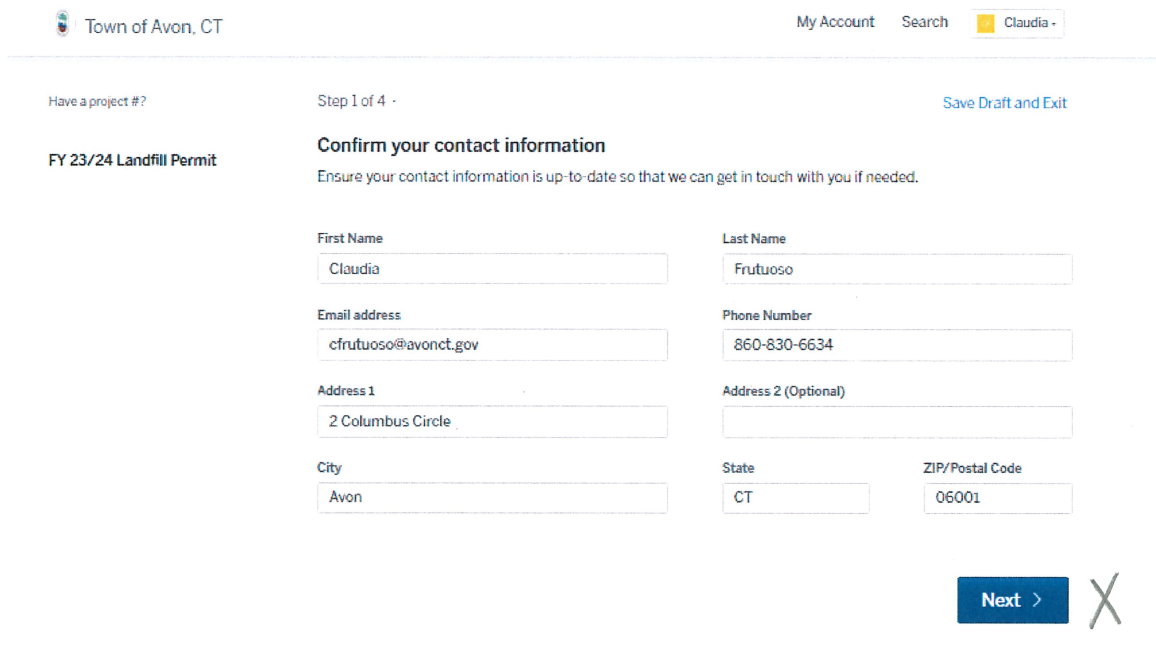 Town of Avon, CT
My Account Search Claudia
Have a project #?
Step 1 of 4 -
Save Draft and Exit
FY 23/24 Landfill Permit
Confirm your contact information
Ensure your contact information is up-to-date so that we can get in touch with you if needed.
First Name
Last Name
Claudia
Frutuoso
Email address
Phone Number
cfrutuoso@avonct.gov
860-830-6634
Address 1
Address 2 (Optional)
2 Columbus Circle
City
State
ZIP/Postal Code
Avon
CT
06001
Next >
X